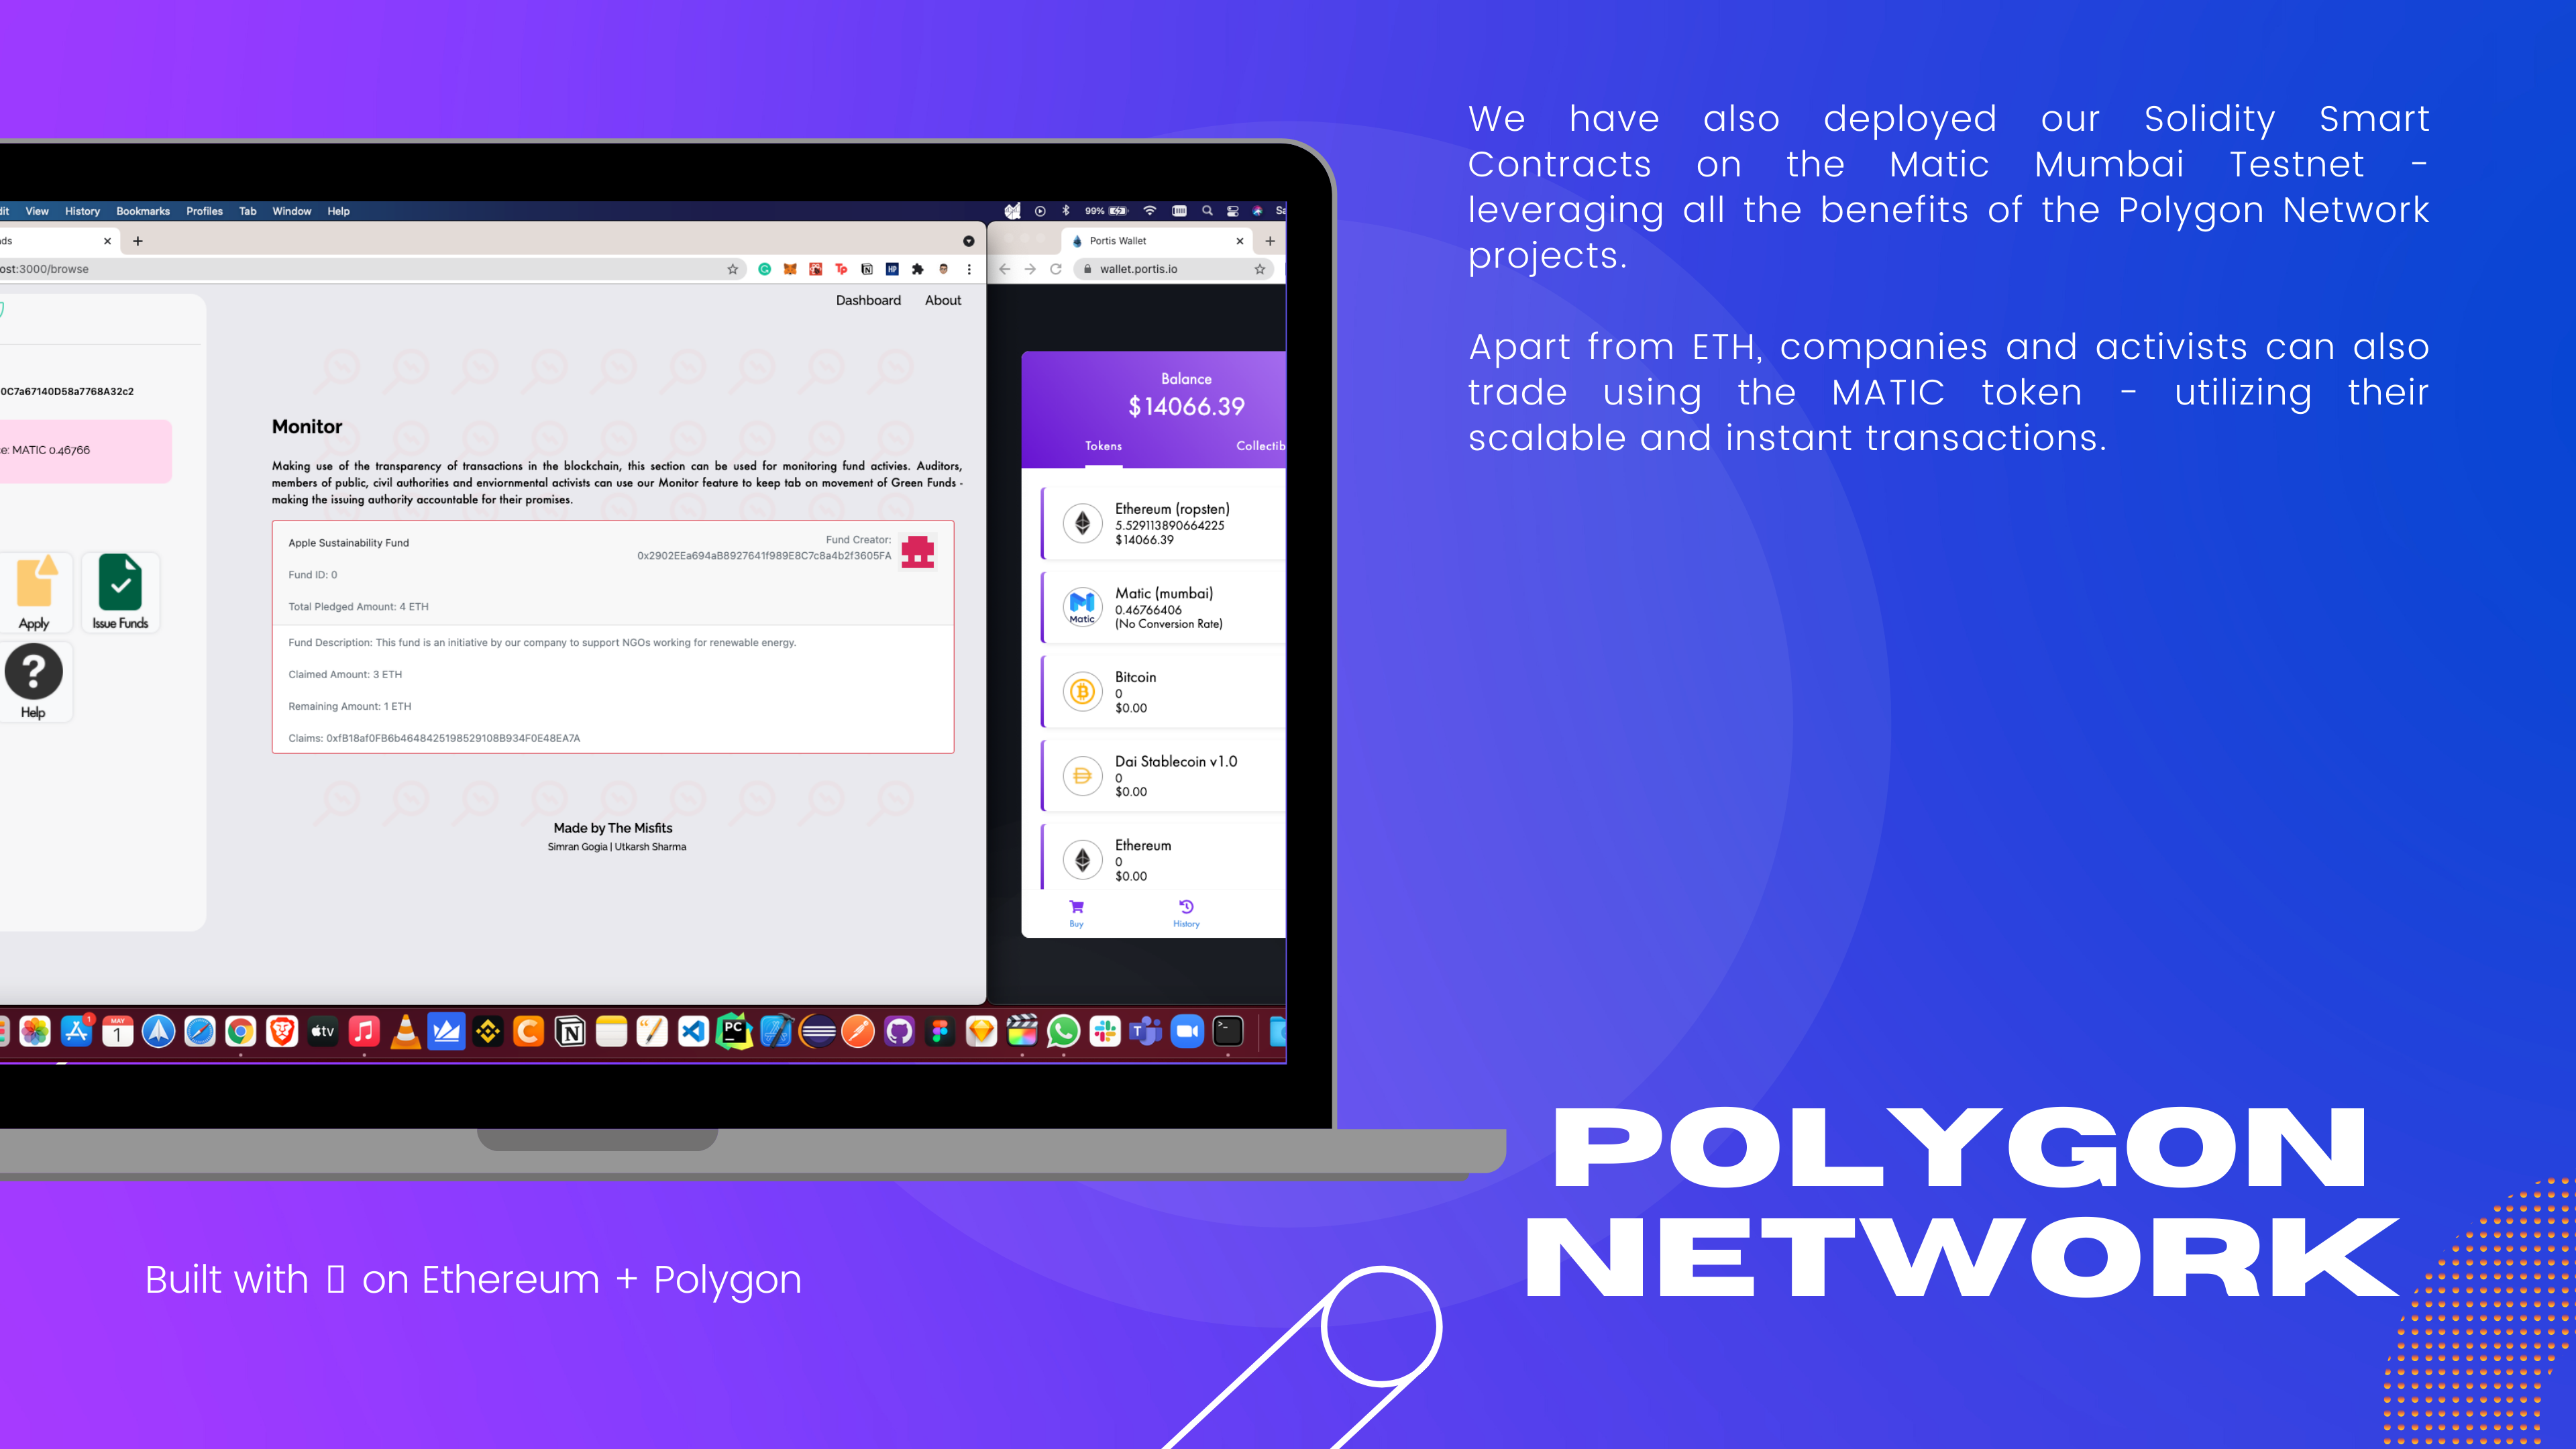 We have also deployed our Solidity Smart
Contracts on the Matic Mumbai Testnet -
leveraging all the benefits of the Polygon Network
projects.
Apart from ETH, companies and activists can also
trade using the MATIC token - utilizing their
scalable and instant transactions.
View History Bookmarks Profiles Tab Window Help
99%
Portis Wallet
ost:3000/browse
wallet.portis.io
Dashboard About
0C7a67140D58a7768A32c2
e: MATIC 0.46766
Apply
Issue Funds
Help
Monitor
Making use of the transparency of transactions in the blockchain, this section can be used for monitoring fund activies. Auditors,
members of public, civil authorities and enviornmental activists can use our Monitor feature to keep tab on movement of Green Funds -
making the issuing authority accountable for their promises.
Apple Sustainability Fund
Fund Creator:
0x2902EEa694aB8927641f989E8C7c8a4b2f3605FA
Fund ID: 0
Total Pledged Amount: 4 ETH
Fund Description: This fund is an initiative by our company to support NGOs working for renewable energy.
Claimed Amount: 3 ETH
Remaining Amount: 1 ETH
Claims: 0xfB18af0FB6b4648425198529108B934F0E48EA7A
Made by The Misfits
Simran Gogia | Utkarsh Sharma
Balance
$14066.39
Tokens
Collectib
Ethereum (ropsten)
5.529113890664225
$14066.39
Matic
Matic (mumbai)
0.46766406
(No Conversion Rate)
Bitcoin
0
$0.00
Dai Stablecoin v1.0
0
$0.00
Ethereum
0
$0.00
Buy
History
MAY
1
tv
PC
POLYGON
NETWORK
Built with on Ethereum + Polygon